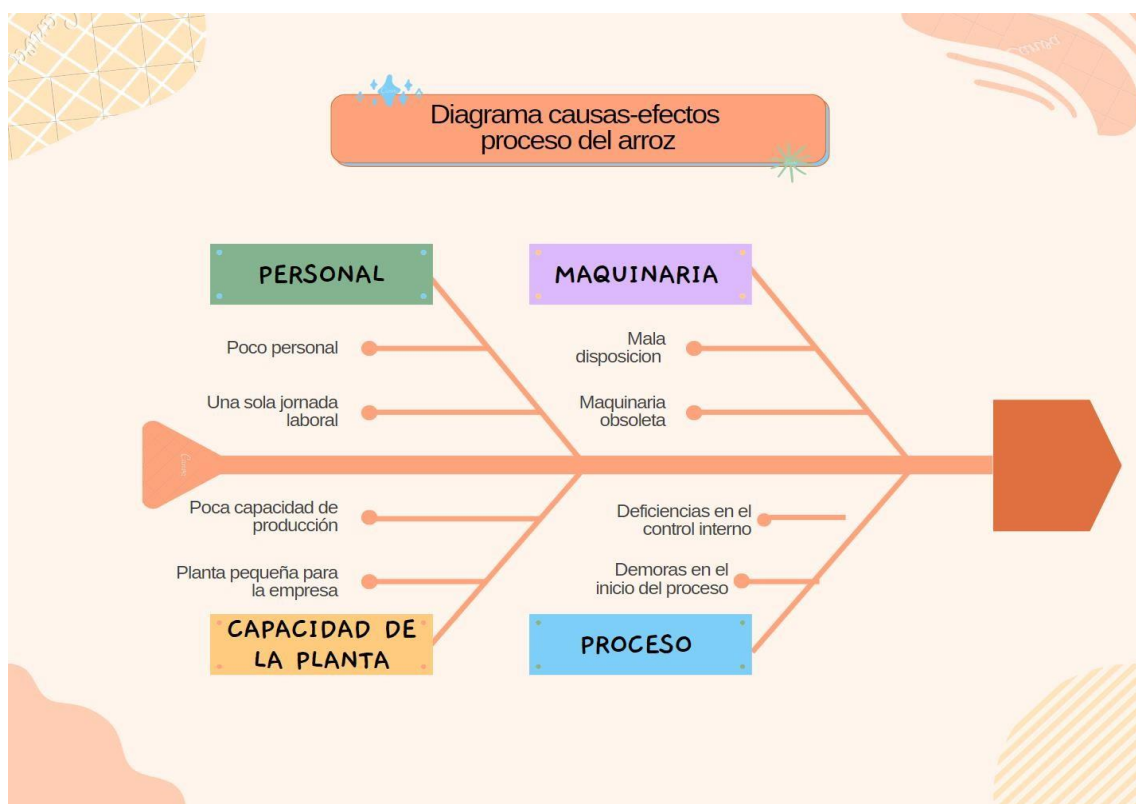 Diagrama causas-efectos
proceso del arroz
PERSONAL
MAQUINARIA
Poco personal
Mala
disposicion
Una sola jornada
laboral
Maquinaria
obsoleta
Poca capacidad de
producción
Deficiencias en el
control interno
Planta pequeña para
la empresa
Demoras en el
inicio del proceso
CAPACIDAD DE
LA PLANTA
PROCESO